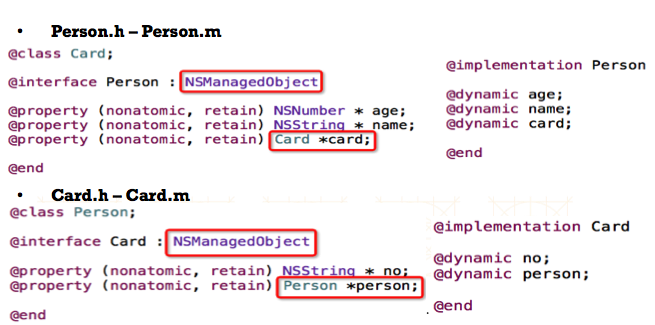 • Person.h – Person.m
@class Card;
@interface Person : NSManagedObject
@property (nonatomic, retain) NSNumber * age;
@property (nonatomic, retain) NSString * name;
@property (nonatomic, retain) Card *card;
@end
@implementation Person
@dynamic age;
@dynamic name;
@dynamic card;
@end
• Card.h – Card.m
@class Person;
@interface Card : NSManagedObject
@property (nonatomic, retain) NSString * no;
@property (nonatomic, retain) Person *person;
@end
@implementation Card
@dynamic no;
@dynamic person;
@end